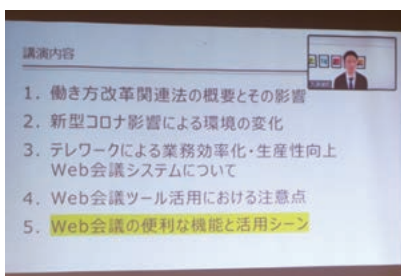 講演内容
1. 働き方改革関連法の概要とその影響
2. 新型コロナ影響による環境の変化
3. テレワークによる業務効率化・生産性向上
Web会議システムについて
4. Web会議ツール活用における注意点
5. Web会議の便利な機能と活用シーン